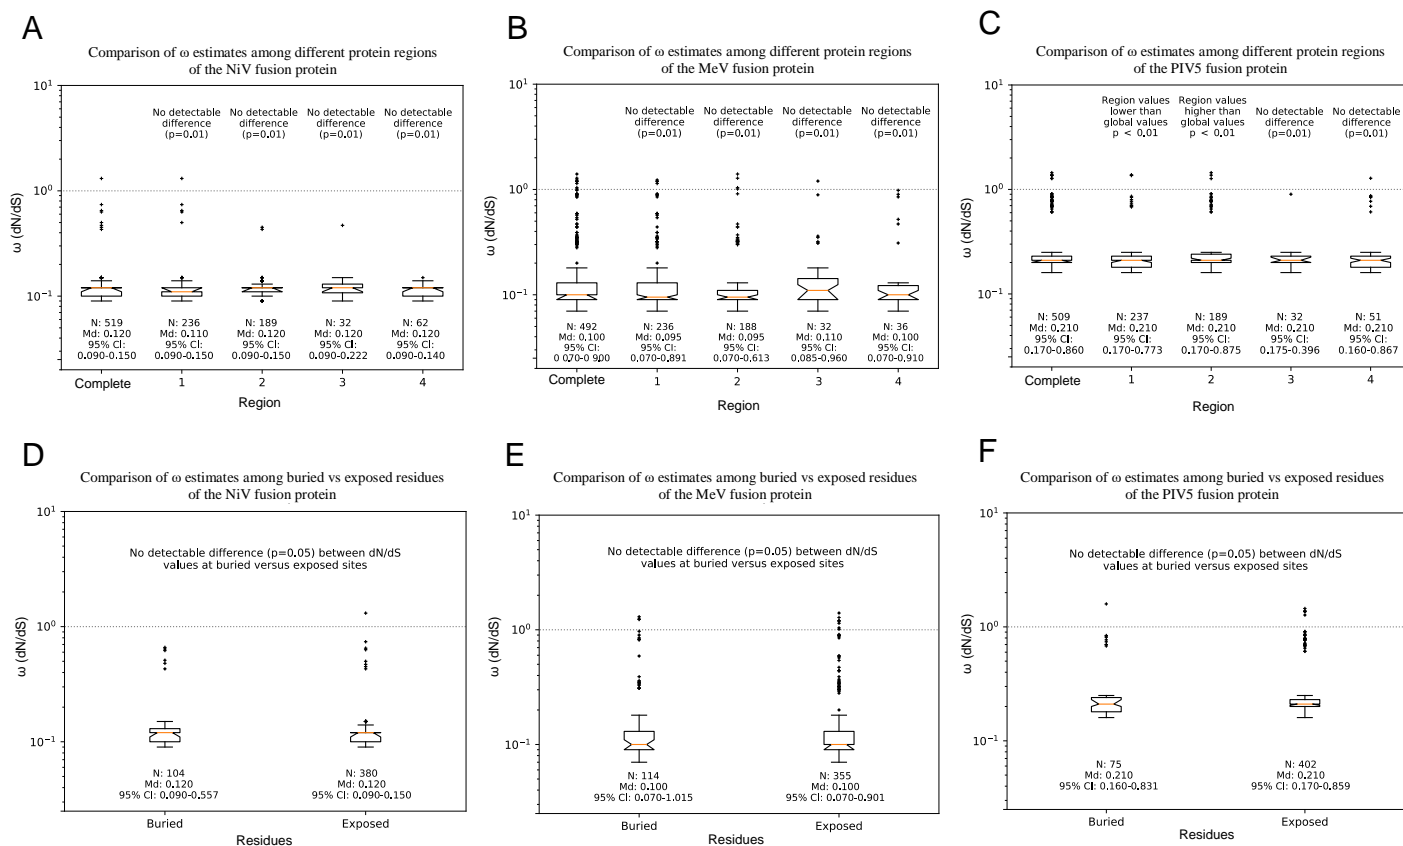 A
Comparison of ω estimates among different protein regions
of the NiV fusion protein
10¹
10⁰
10⁻¹
ω (dN/dS)
No detectable
difference
(p=0.01)
No detectable
difference
(p=0.01)
No detectable
difference
(p=0.01)
No detectable
difference
(p=0.01)
N: 519
Md: 0.120
95% CI:
0.090-0.150
N: 236
Md: 0.110
95% CI:
0.090-0.150
N: 189
Md: 0.120
95% CI:
0.090-0.150
N: 32
Md: 0.120
95% CI:
0.090-0.222
N: 62
Md: 0.120
95% CI:
0.090-0.140
Complete
1
2
3
4
Region
B
Comparison of ω estimates among different protein regions
of the MeV fusion protein
10¹
10⁰
10⁻¹
ω (dN/dS)
No detectable
difference
(p=0.01)
No detectable
difference
(p=0.01)
No detectable
difference
(p=0.01)
No detectable
difference
(p=0.01)
N: 492
Md: 0.100
95% CI:
0.070-0.900
N: 236
Md: 0.095
95% CI:
0.070-0.891
N: 188
Md: 0.095
95% CI:
0.070-0.613
N: 32
Md: 0.110
95% CI:
0.085-0.960
N: 36
Md: 0.100
95% CI:
0.070-0.910
Complete
1
2
3
4
Region
C
Comparison of ω estimates among different protein regions
of the PIV5 fusion protein
10¹
10⁰
10⁻¹
ω (dN/dS)
Region values
lower than
global values
p < 0.01
Region values
higher than
global values
p < 0.01
No detectable
difference
(p=0.01)
No detectable
difference
(p=0.01)
N: 509
Md: 0.210
95% CI:
0.170-0.860
N: 237
Md: 0.210
95% CI:
0.170-0.773
N: 189
Md: 0.210
95% CI:
0.170-0.875
N: 32
Md: 0.210
95% CI:
0.175-0.396
N: 51
Md: 0.210
95% CI:
0.160-0.867
Complete
1
2
3
4
Region
D
Comparison of ω estimates among buried vs exposed residues
of the NiV fusion protein
10¹
10⁰
10⁻¹
ω (dN/dS)
No detectable difference (p=0.05) between dN/dS
values at buried versus exposed sites
N: 104
Md: 0.120
95% CI: 0.090-0.557
N: 380
Md: 0.120
95% CI: 0.090-0.150
Buried
Exposed
Residues
E
Comparison of ω estimates among buried vs exposed residues
of the MeV fusion protein
10¹
10⁰
10⁻¹
ω (dN/dS)
No detectable difference (p=0.05) between dN/dS
values at buried versus exposed sites
N: 114
Md: 0.100
95% CI: 0.070-1.015
N: 355
Md: 0.100
95% CI: 0.070-0.901
Buried
Exposed
Residues
F
Comparison of ω estimates among buried vs exposed residues
of the PIV5 fusion protein
10¹
10⁰
10⁻¹
ω (dN/dS)
No detectable difference (p=0.05) between dN/dS
values at buried versus exposed sites
N: 75
Md: 0.210
95% CI: 0.160-0.831
N: 402
Md: 0.210
95% CI: 0.170-0.859
Buried
Exposed
Residues